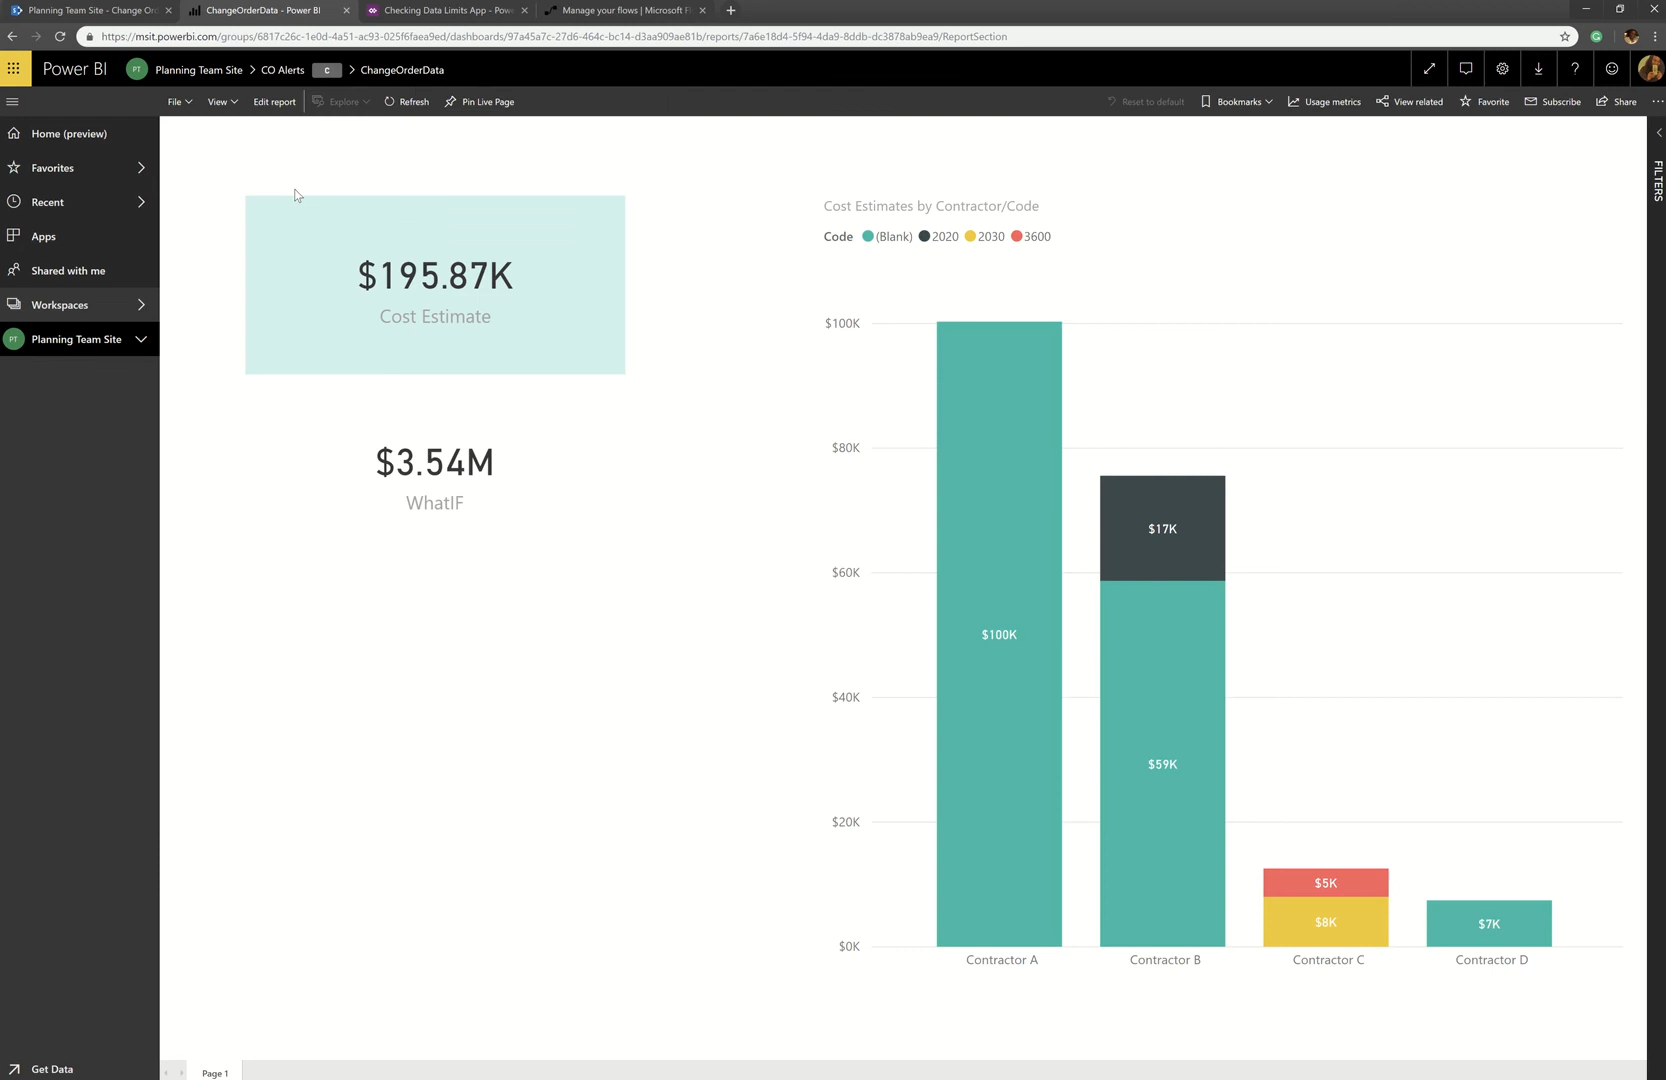 Planning Team Site - Change Or
ChangeOrderData - Power BI
Checking Data Limits App - Powe
Manage your flows | Microsoft Fl
https://msit.powerbi.com/groups/6817c26c-1e0d-4a51-ac93-025f6faea9ed/dashboards/97a45a7c-27d6-464c-bc14-d3aa909ae81b/reports/7a6e18d4-5f94-4da9-8ddb-dc3878ab9ea9/ReportSection
Power BI PT Planning Team Site > CO Alerts C > ChangeOrderData
File View Edit report Explore Refresh Pin Live Page Reset to default Bookmarks Usage metrics View related Favorite Subscribe Share
Home (preview)
Favorites
Recent
Apps
Shared with me
Workspaces
PT Planning Team Site
Get Data
FILTERS
$195.87K
Cost Estimate
$3.54M
WhatIF
Cost Estimates by Contractor/Code
Code (Blank) 2020 2030 3600
$100K
$80K
$60K
$40K
$20K
$0K
$100K
$17K
$59K
$5K
$8K
$7K
Contractor A Contractor B Contractor C Contractor D
Page 1